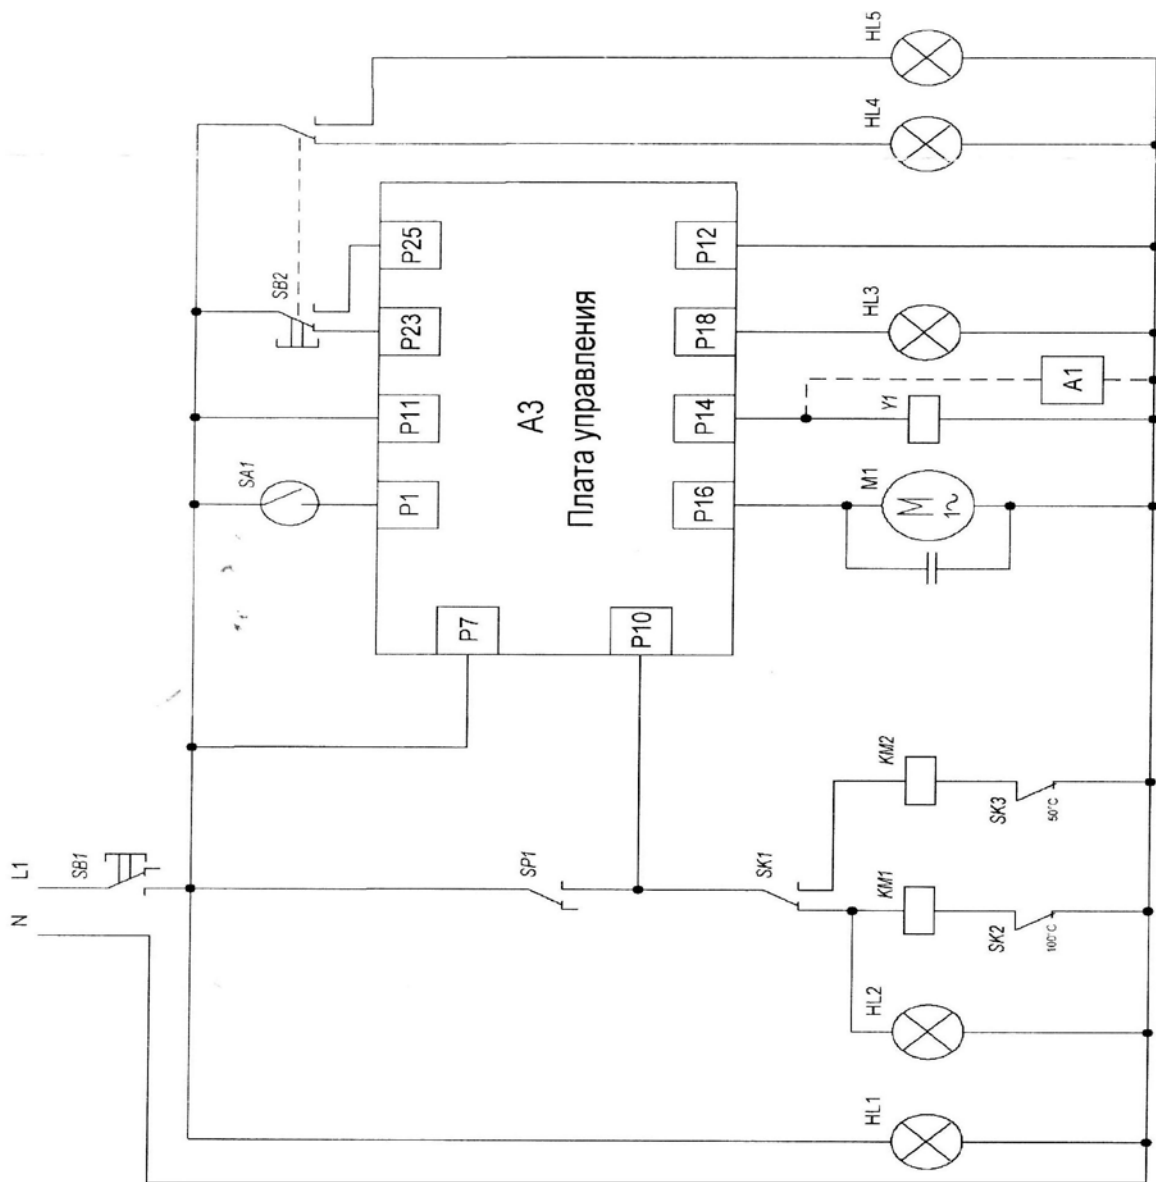 N
L1
SB1
SA1
SB2
P1
P11
P23
P25
P7
A3
SP1
Плата управления
P10
P16
P14
P18
P12
SK1
HL1
HL2
KM1
KM2
M1
Y1
HL3
HL4
HL5
M
1~
SK2
SK3
100°C
50°C
A1